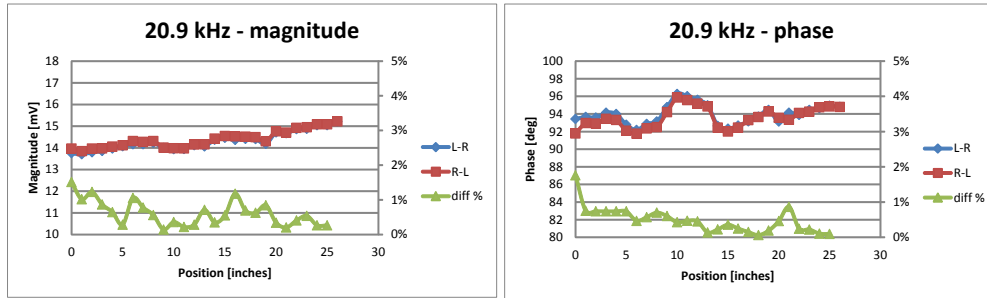 20.9 kHz - magnitude
Magnitude [mV]
18
17
16
15
14
13
12
11
10
5%
4%
3%
2%
1%
0%
0 5 10 15 20 25 30
Position [inches]
L-R
R-L
diff %
20.9 kHz - phase
Phase [deg]
100
98
96
94
92
90
88
86
84
82
80
5%
4%
3%
2%
1%
0%
0 5 10 15 20 25 30
Position [inches]
L-R
R-L
diff %